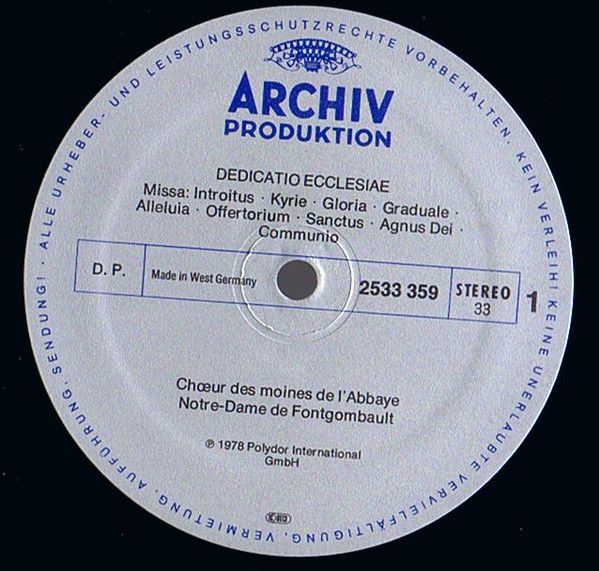 ARCHIV
PRODUKTION
DEDICATIO ECCLESIAE
Missa: Introitus · Kyrie · Gloria · Graduale ·
Alleluia · Offertorium · Sanctus · Agnus Dei ·
Communio
D. P.
Made in West Germany
2533 359
STEREO
33
1
Chœur des moines de l'Abbaye
Notre-Dame de Fontgombault
℗ 1978 Polydor International
GmbH
ALLE URHEBER- UND LEISTUNGSSCHUTZRECHTE VORBEHALTEN. KEIN VERLEIH! KEINE UNERLAUBTE VERVIELFÄLTIGUNG, VERMIETUNG, AUFFÜHRUNG, SENDUNG! ·